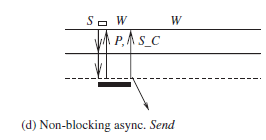 S W W
P, S_C
(d) Non-blocking async. Send